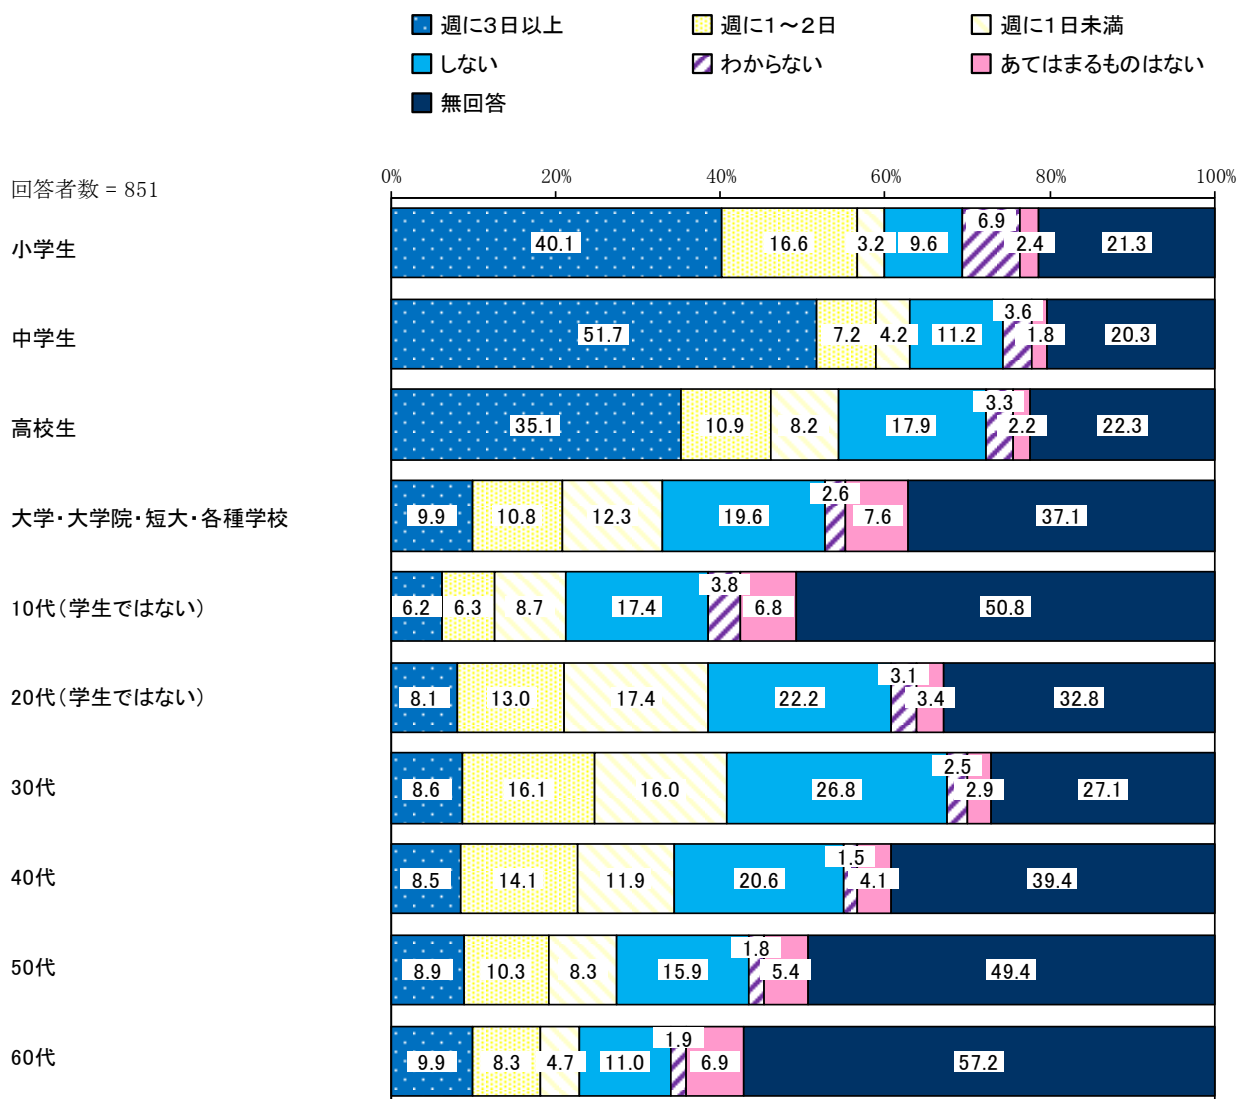 週に３日以上 週に１～２日 週に１日未満
しない わからない あてはまるものはない
無回答
回答者数 = 851
0% 20% 40% 60% 80% 100%
小学生 40.1 16.6 3.2 9.6 6.9 2.4 21.3
中学生 51.7 7.2 4.2 11.2 3.6 1.8 20.3
高校生 35.1 10.9 8.2 17.9 3.3 2.2 22.3
大学・大学院・短大・各種学校 9.9 10.8 12.3 19.6 2.6 7.6 37.1
10代（学生ではない） 6.2 6.3 8.7 17.4 3.8 6.8 50.8
20代（学生ではない） 8.1 13.0 17.4 22.2 3.1 3.4 32.8
30代 8.6 16.1 16.0 26.8 2.5 2.9 27.1
40代 8.5 14.1 11.9 20.6 1.5 4.1 39.4
50代 8.9 10.3 8.3 15.9 1.8 5.4 49.4
60代 9.9 8.3 4.7 11.0 1.9 6.9 57.2